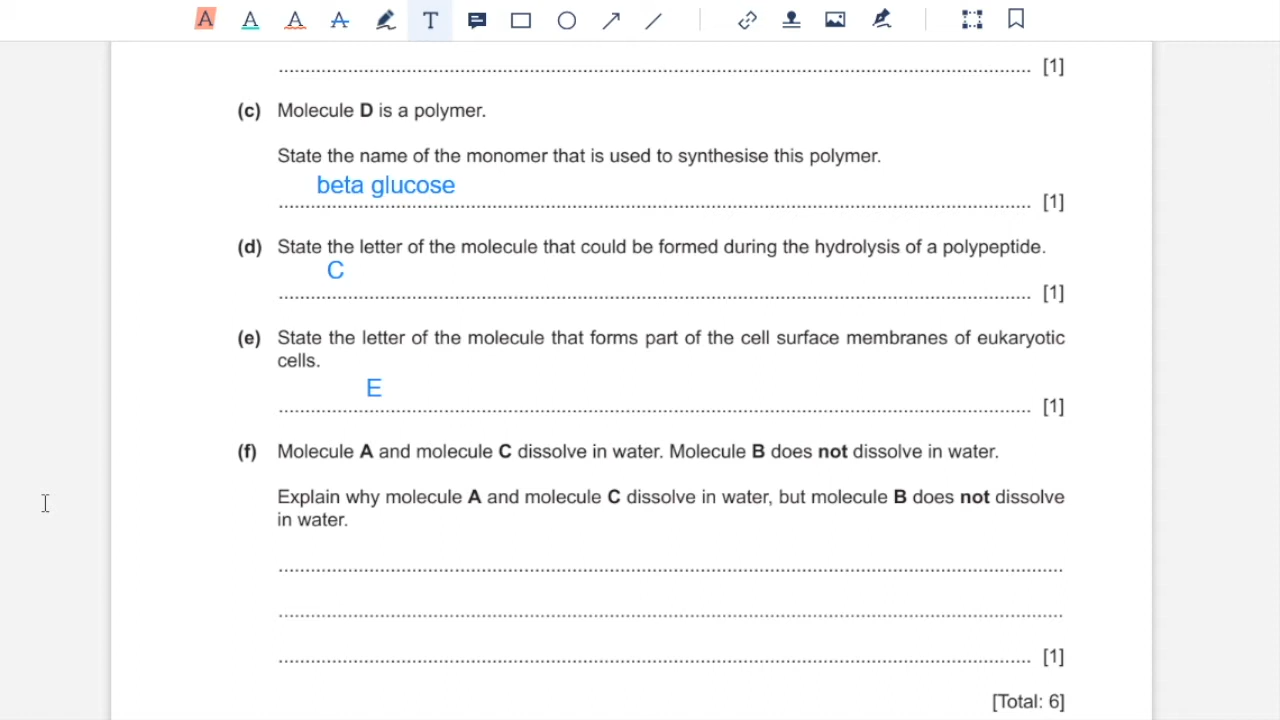 A A A A T
[1]
(c) Molecule D is a polymer.
State the name of the monomer that is used to synthesise this polymer.
beta glucose
[1]
(d) State the letter of the molecule that could be formed during the hydrolysis of a polypeptide.
C
[1]
(e) State the letter of the molecule that forms part of the cell surface membranes of eukaryotic
cells.
E
[1]
(f) Molecule A and molecule C dissolve in water. Molecule B does not dissolve in water.
Explain why molecule A and molecule C dissolve in water, but molecule B does not dissolve
in water.
[1]
[Total: 6]